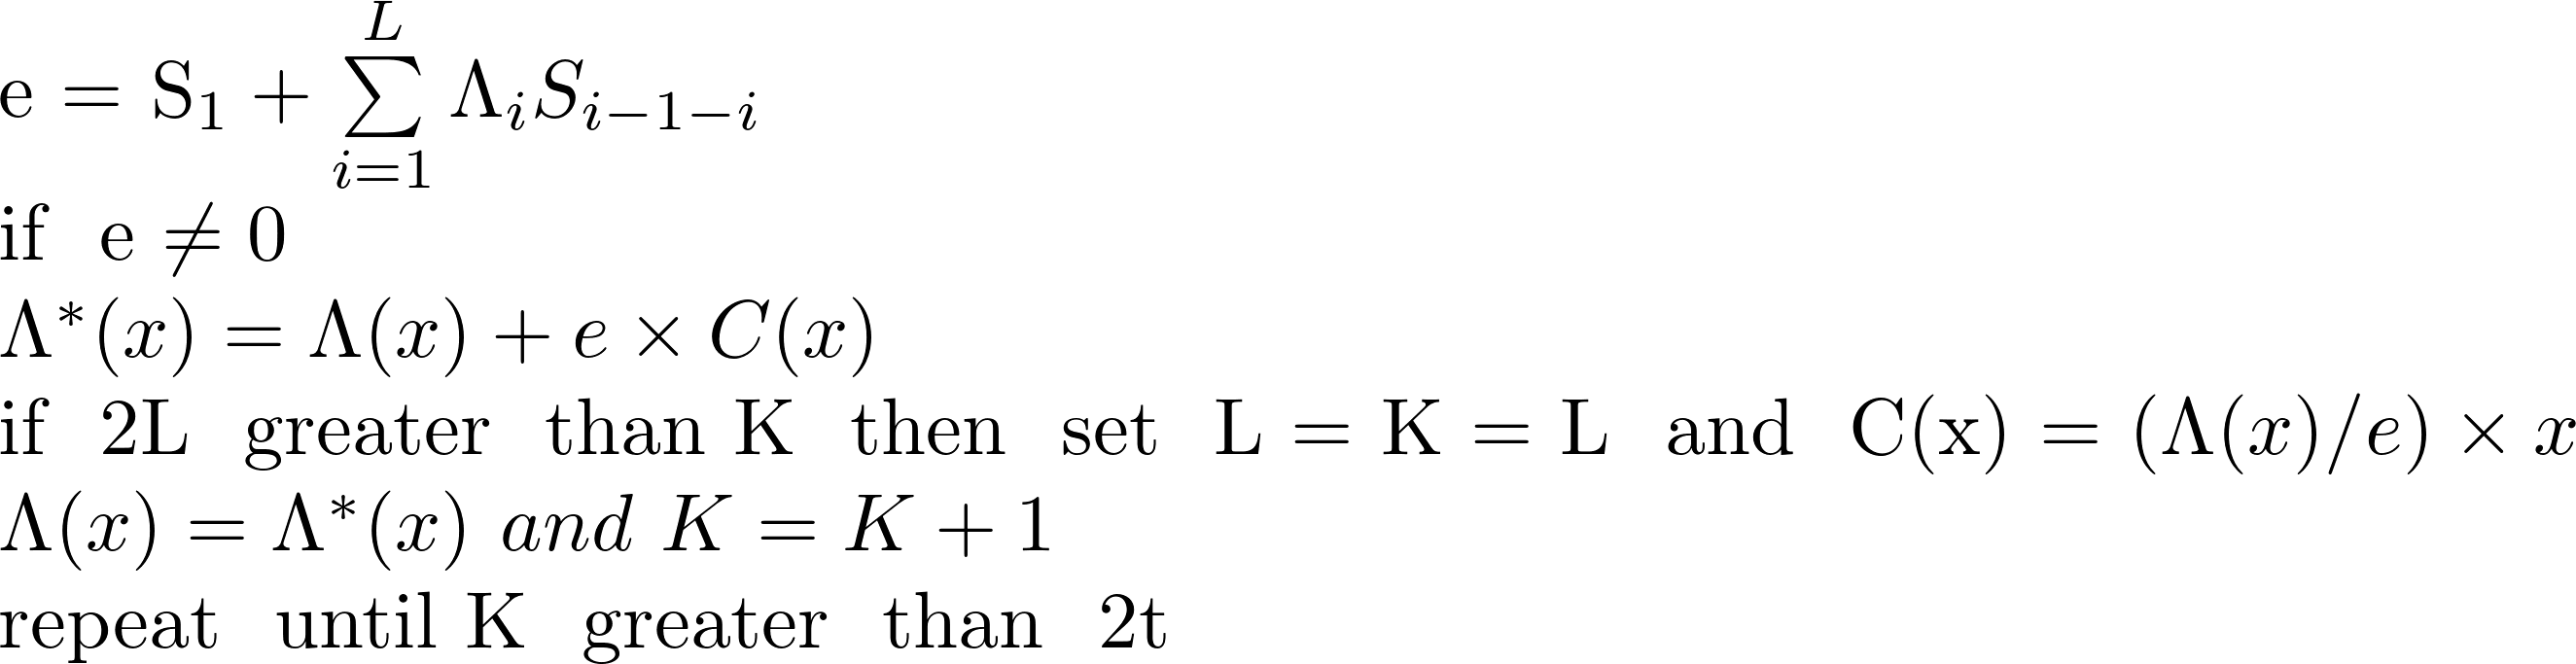 e = S₁ + ∑_{i=1}^{L} Λ_i S_{i−1−i}
if e ≠ 0
Λ*(x) = Λ(x) + e × C(x)
if 2L greater than K then set L = K = L and C(x) = (Λ(x)/e) × x
Λ(x) = Λ*(x) and K = K + 1
repeat until K greater than 2t